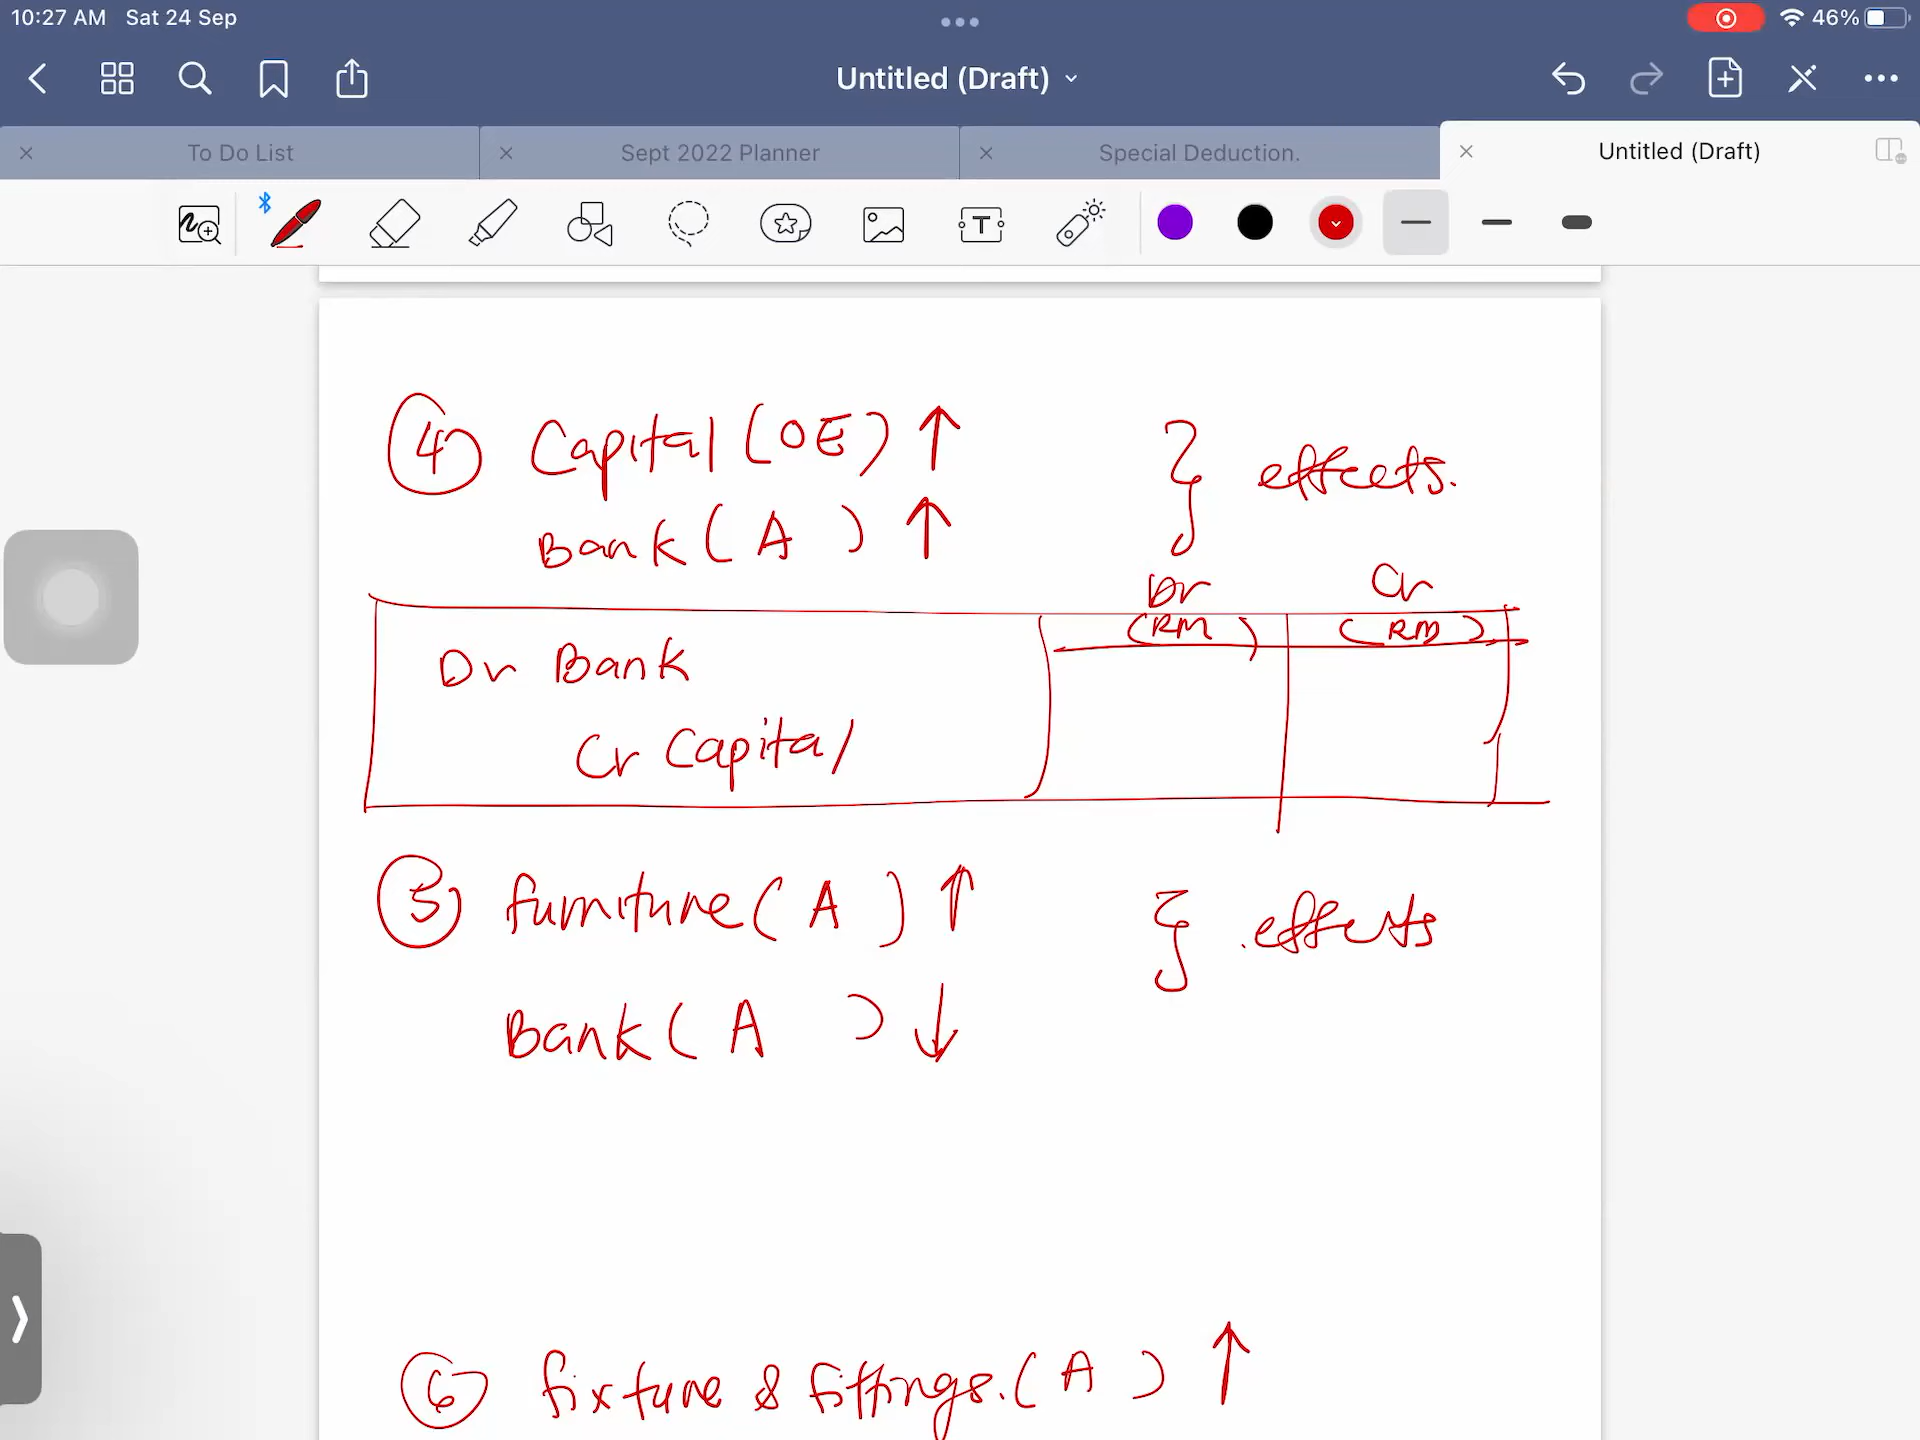 10:27 AM Sat 24 Sep
46%
Untitled (Draft)
To Do List
Sept 2022 Planner
Special Deduction.
Untitled (Draft)
④ Capital (OE) ↑
} effects.
Bank (A) ↑
Dr Cr
(RM) (RM)
Dr Bank
Cr Capital
⑤ furniture (A) ↑
} effects
Bank (A) ↓
⑥ fixture & fittings. (A) ↑